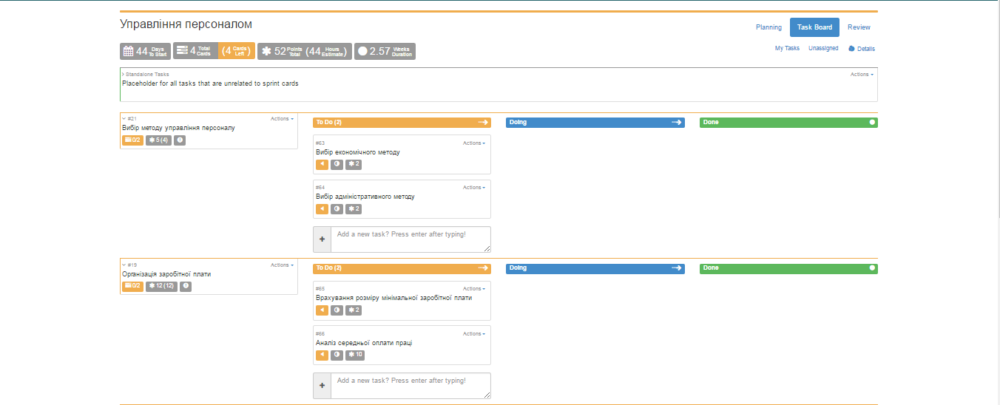 Управління персоналом
Planning
Task Board
Review
44 Days To Start
4 Total Cards
(4 Cards Left)
52 Points Total (44 Hours Estimate)
2.57 Weeks Duration
My Tasks
Unassigned
Details
Standalone Tasks
Actions
Placeholder for all tasks that are unrelated to sprint cards
#21
Actions
Вибір методу управління персоналу
0/2
5 (4)
To Do (2)
Doing
Done
#63
Actions
Вибір економічного методу
2
#64
Actions
Вибір адміністративного методу
2
Add a new task? Press enter after typing!
#19
Actions
Організація заробітної плати
0/2
12 (12)
To Do (2)
Doing
Done
#65
Actions
Врахування розміру мінімальної заробітної плати
2
#66
Actions
Аналіз середньої оплати праці
10
Add a new task? Press enter after typing!